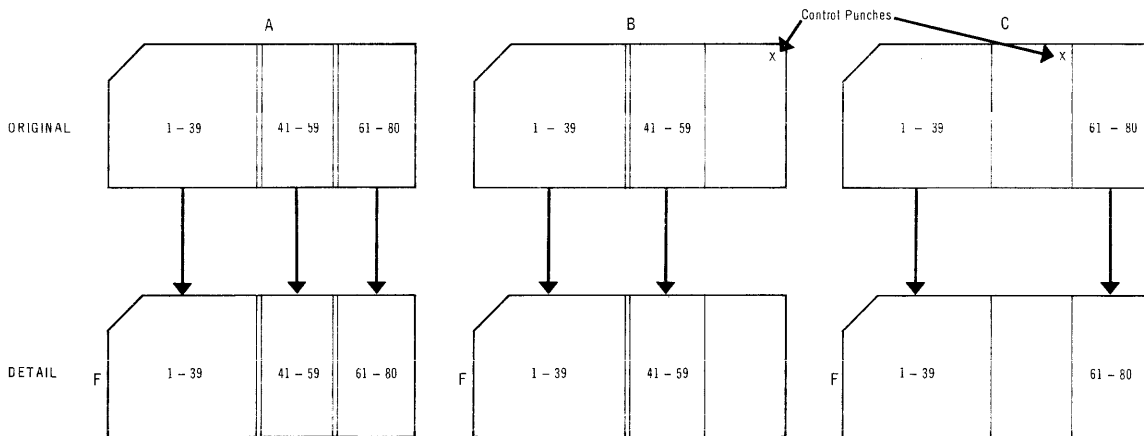 A B Control Punches C
X X
ORIGINAL 1 – 39 41 – 59 61 – 80 1 – 39 41 – 59 1 – 39 61 – 80
DETAIL F 1 – 39 41 – 59 61 – 80 F 1 – 39 41 – 59 F 1 – 39 61 – 80